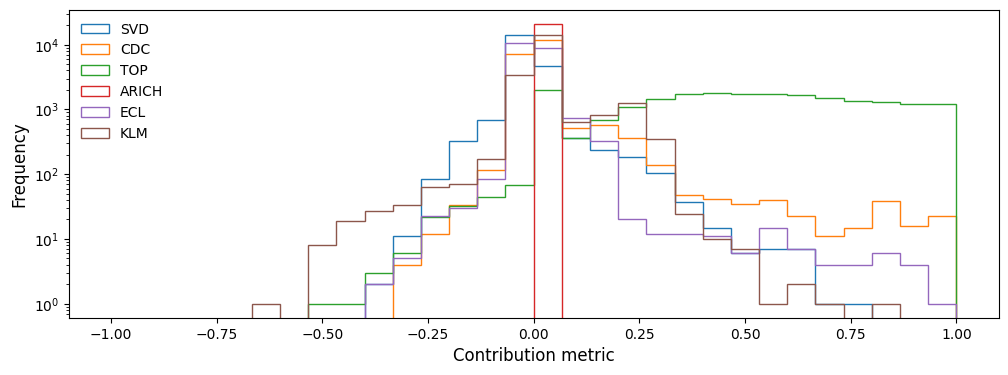 SVD
CDC
TOP
ARICH
ECL
KLM
Frequency
10⁴
10³
10²
10¹
10⁰
−1.00 −0.75 −0.50 −0.25 0.00 0.25 0.50 0.75 1.00
Contribution metric